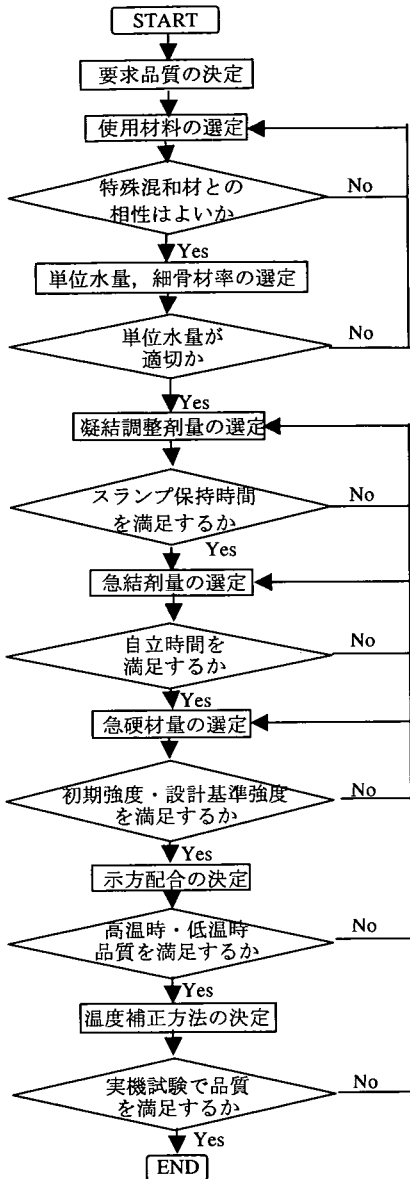 START
要求品質の決定
使用材料の選定
特殊混和材との
相性はよいか
No
Yes
単位水量，細骨材率の選定
単位水量が
適切か
No
Yes
凝結調整剤量の選定
スランプ保持時間
を満足するか
No
Yes
急結剤量の選定
自立時間を
満足するか
No
Yes
急硬材量の選定
初期強度・設計基準強度
を満足するか
No
Yes
示方配合の決定
高温時・低温時
品質を満足するか
No
Yes
温度補正方法の決定
実機試験で品質
を満足するか
No
Yes
END